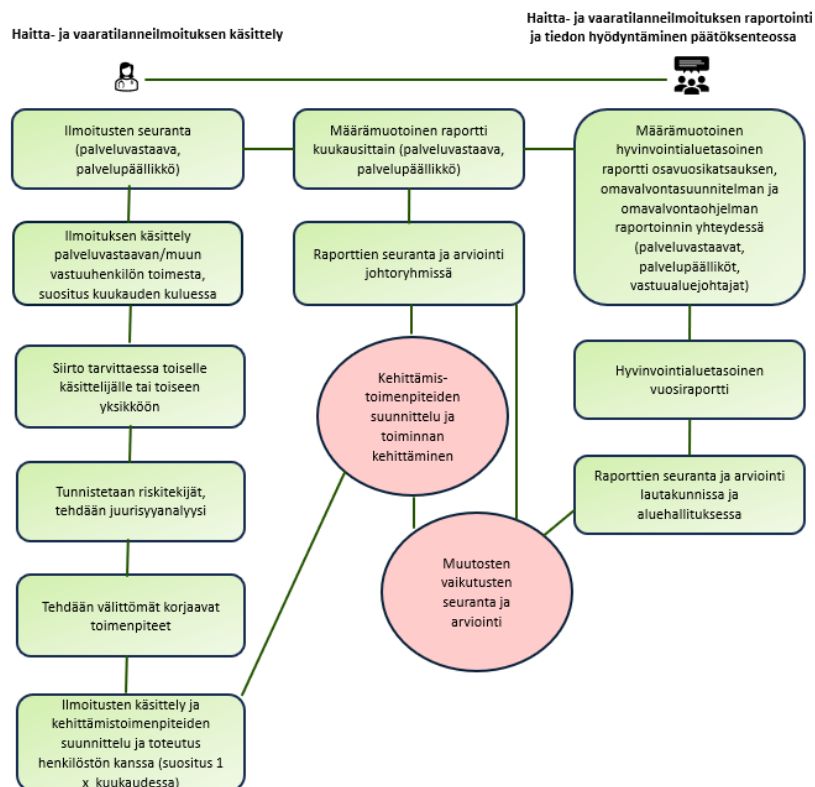 Haitta- ja vaaratilanneilmoituksen käsittely
Haitta- ja vaaratilanneilmoituksen raportointi
ja tiedon hyödyntäminen päätöksenteossa
Ilmoitusten seuranta
(palveluvastaava,
palvelupäällikkö)
Ilmoituksen käsittely
palveluvastaavan/muun
vastuuhenkilön toimesta,
suositus kuukauden kuluessa
Siirto tarvittaessa toiselle
käsittelijälle tai toiseen
yksikköön
Tunnistetaan riskitekijät,
tehdään juurisyyanalyysi
Tehdään välittömät korjaavat
toimenpiteet
Ilmoitusten käsittely ja
kehittämistoimenpiteiden
suunnittelu ja toteutus
henkilöstön kanssa (suositus 1
x kuukaudessa)
Määrämuotoinen raportti
kuukausittain (palveluvastaava,
palvelupäällikkö)
Raporttien seuranta ja arviointi
johtoryhmissä
Kehittämis-
toimenpiteiden
suunnittelu ja
toiminnan
kehittäminen
Muutosten
vaikutusten
seuranta ja
arviointi
Määrämuotoinen
hyvinvointialuetasoinen
raportti osavuosikatsauksen,
omavalvontasuunnitelman ja
omavalvontaohjelman
raportoinnin yhteydessä
(palveluvastaavat,
palvelupäälliköt,
vastuualuejohtajat)
Hyvinvointialuetasoinen
vuosiraportti
Raporttien seuranta ja arviointi
lautakunnissa ja
aluehallituksessa